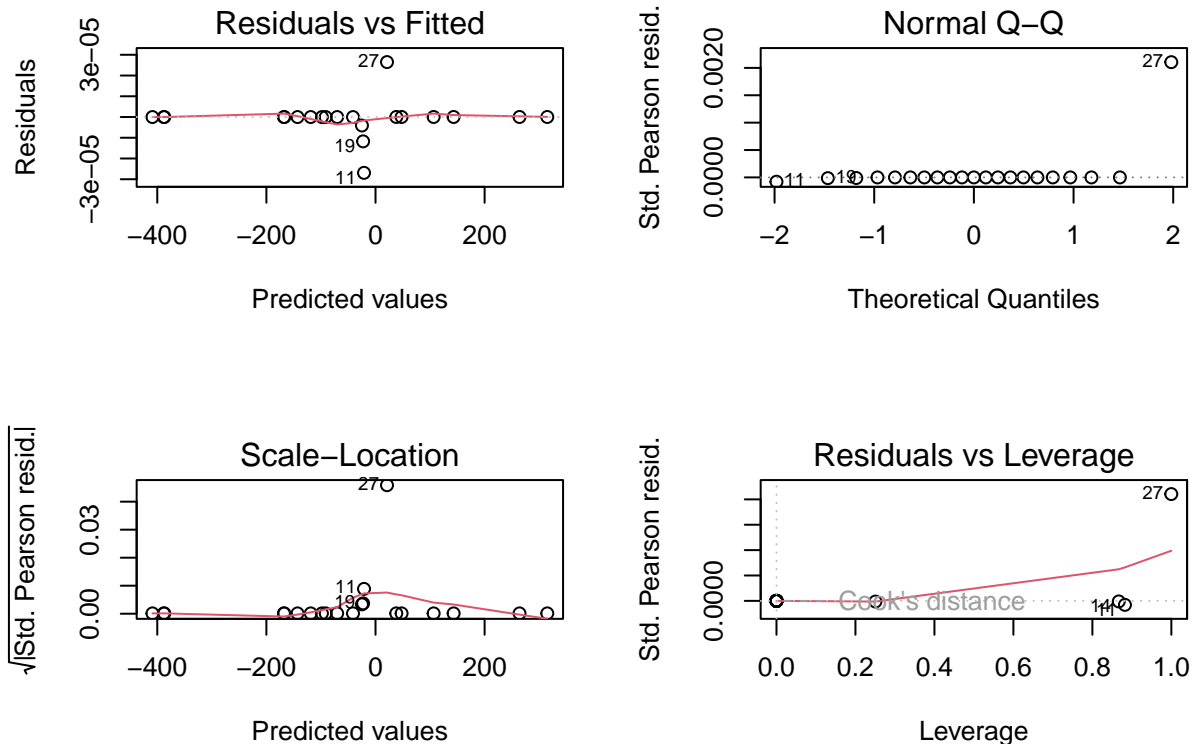 Residuals vs Fitted
Residuals
3e−05
−3e−05
27
19
11
−400 −200 0 200
Predicted values
Normal Q−Q
Std. Pearson resid.
0.0020
0.0000
27
11
19
−2 −1 0 1 2
Theoretical Quantiles
Scale−Location
√|Std. Pearson resid.|
0.03
0.00
27
11
19
−400 −200 0 200
Predicted values
Residuals vs Leverage
Std. Pearson resid.
0.0000
27
Cook's distance
14
11
0.0 0.2 0.4 0.6 0.8 1.0
Leverage